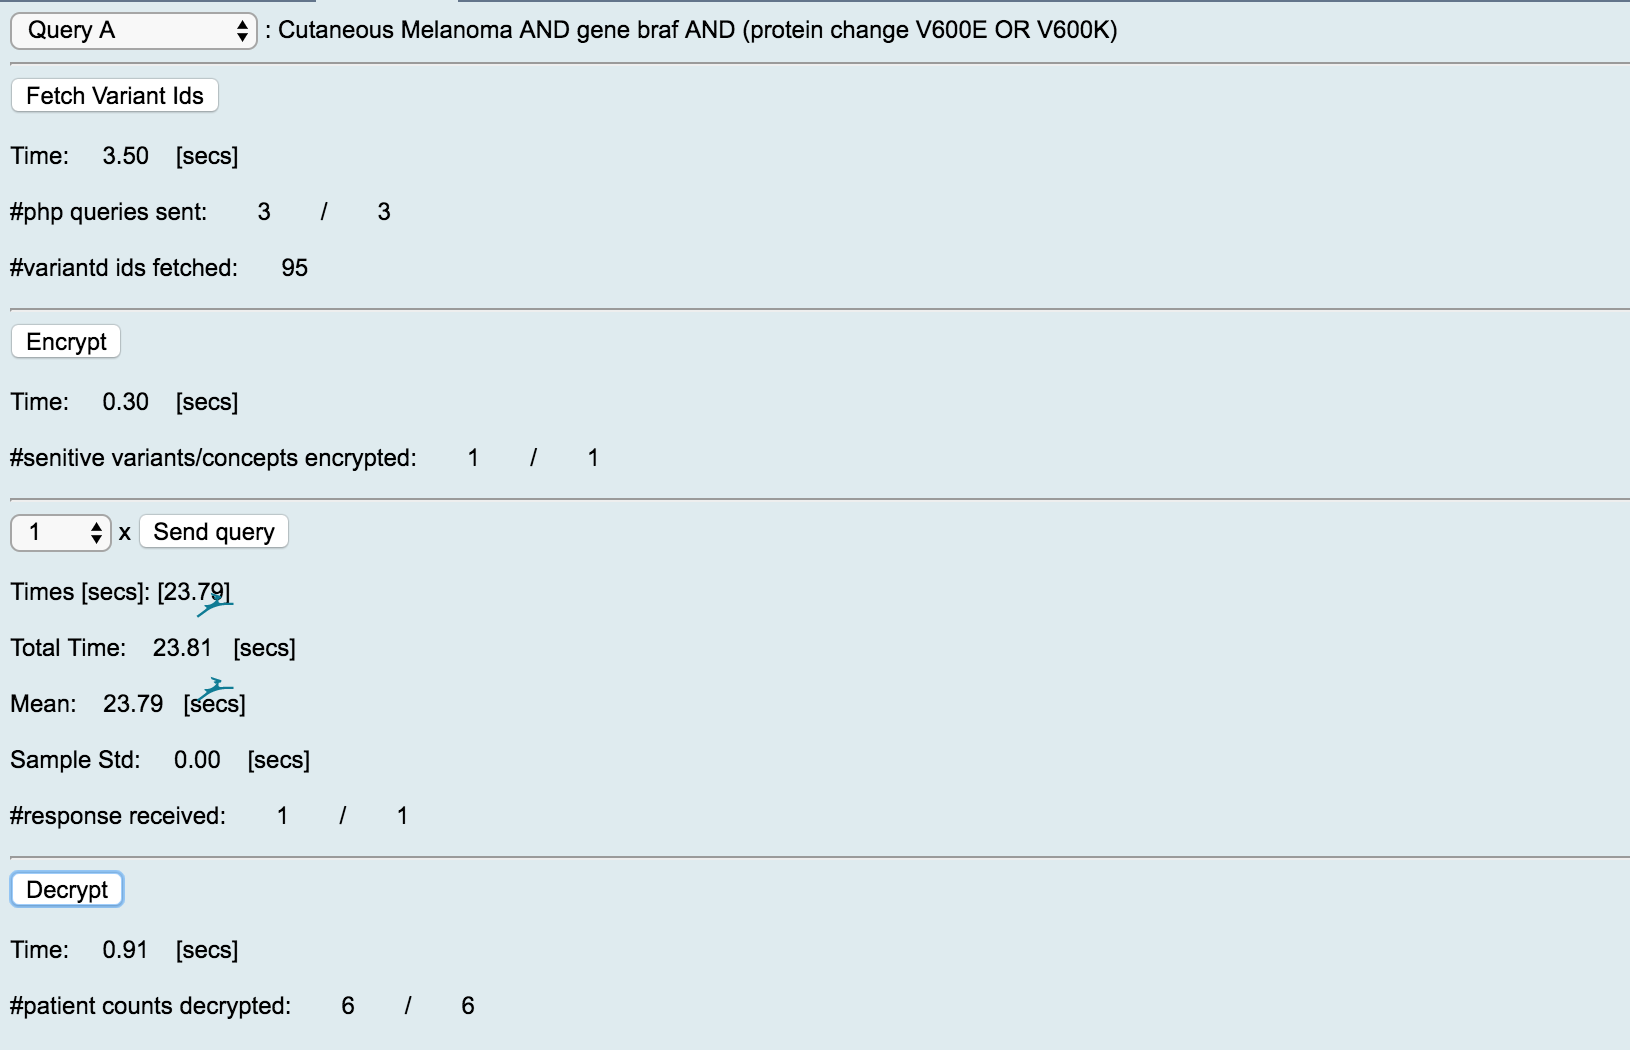 Query A : Cutaneous Melanoma AND gene braf AND (protein change V600E OR V600K)
Fetch Variant Ids
Time: 3.50 [secs]
#php queries sent: 3 / 3
#variantd ids fetched: 95
Encrypt
Time: 0.30 [secs]
#senitive variants/concepts encrypted: 1 / 1
1 x Send query
Times [secs]: [23.79]
Total Time: 23.81 [secs]
Mean: 23.79 [secs]
Sample Std: 0.00 [secs]
#response received: 1 / 1
Decrypt
Time: 0.91 [secs]
#patient counts decrypted: 6 / 6